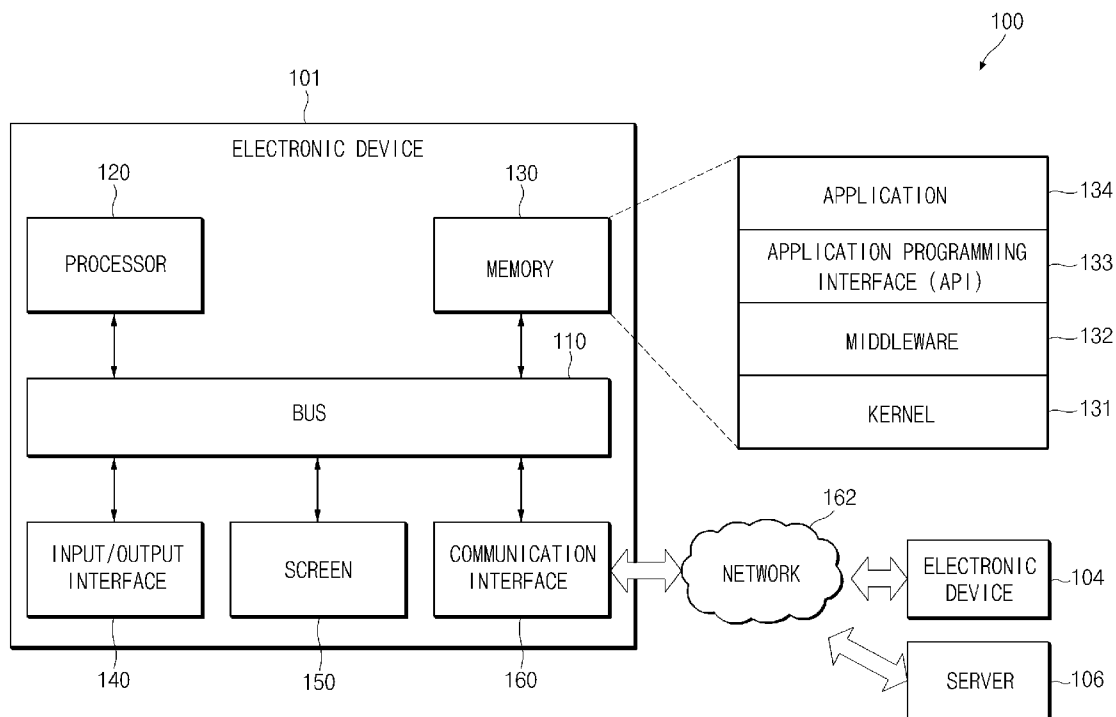 100
101
ELECTRONIC DEVICE
120
130
PROCESSOR
MEMORY
APPLICATION
134
APPLICATION PROGRAMMING
INTERFACE (API)
133
MIDDLEWARE
132
KERNEL
131
110
BUS
INPUT/OUTPUT
INTERFACE
SCREEN
COMMUNICATION
INTERFACE
140
150
160
162
NETWORK
ELECTRONIC
DEVICE
104
SERVER
106